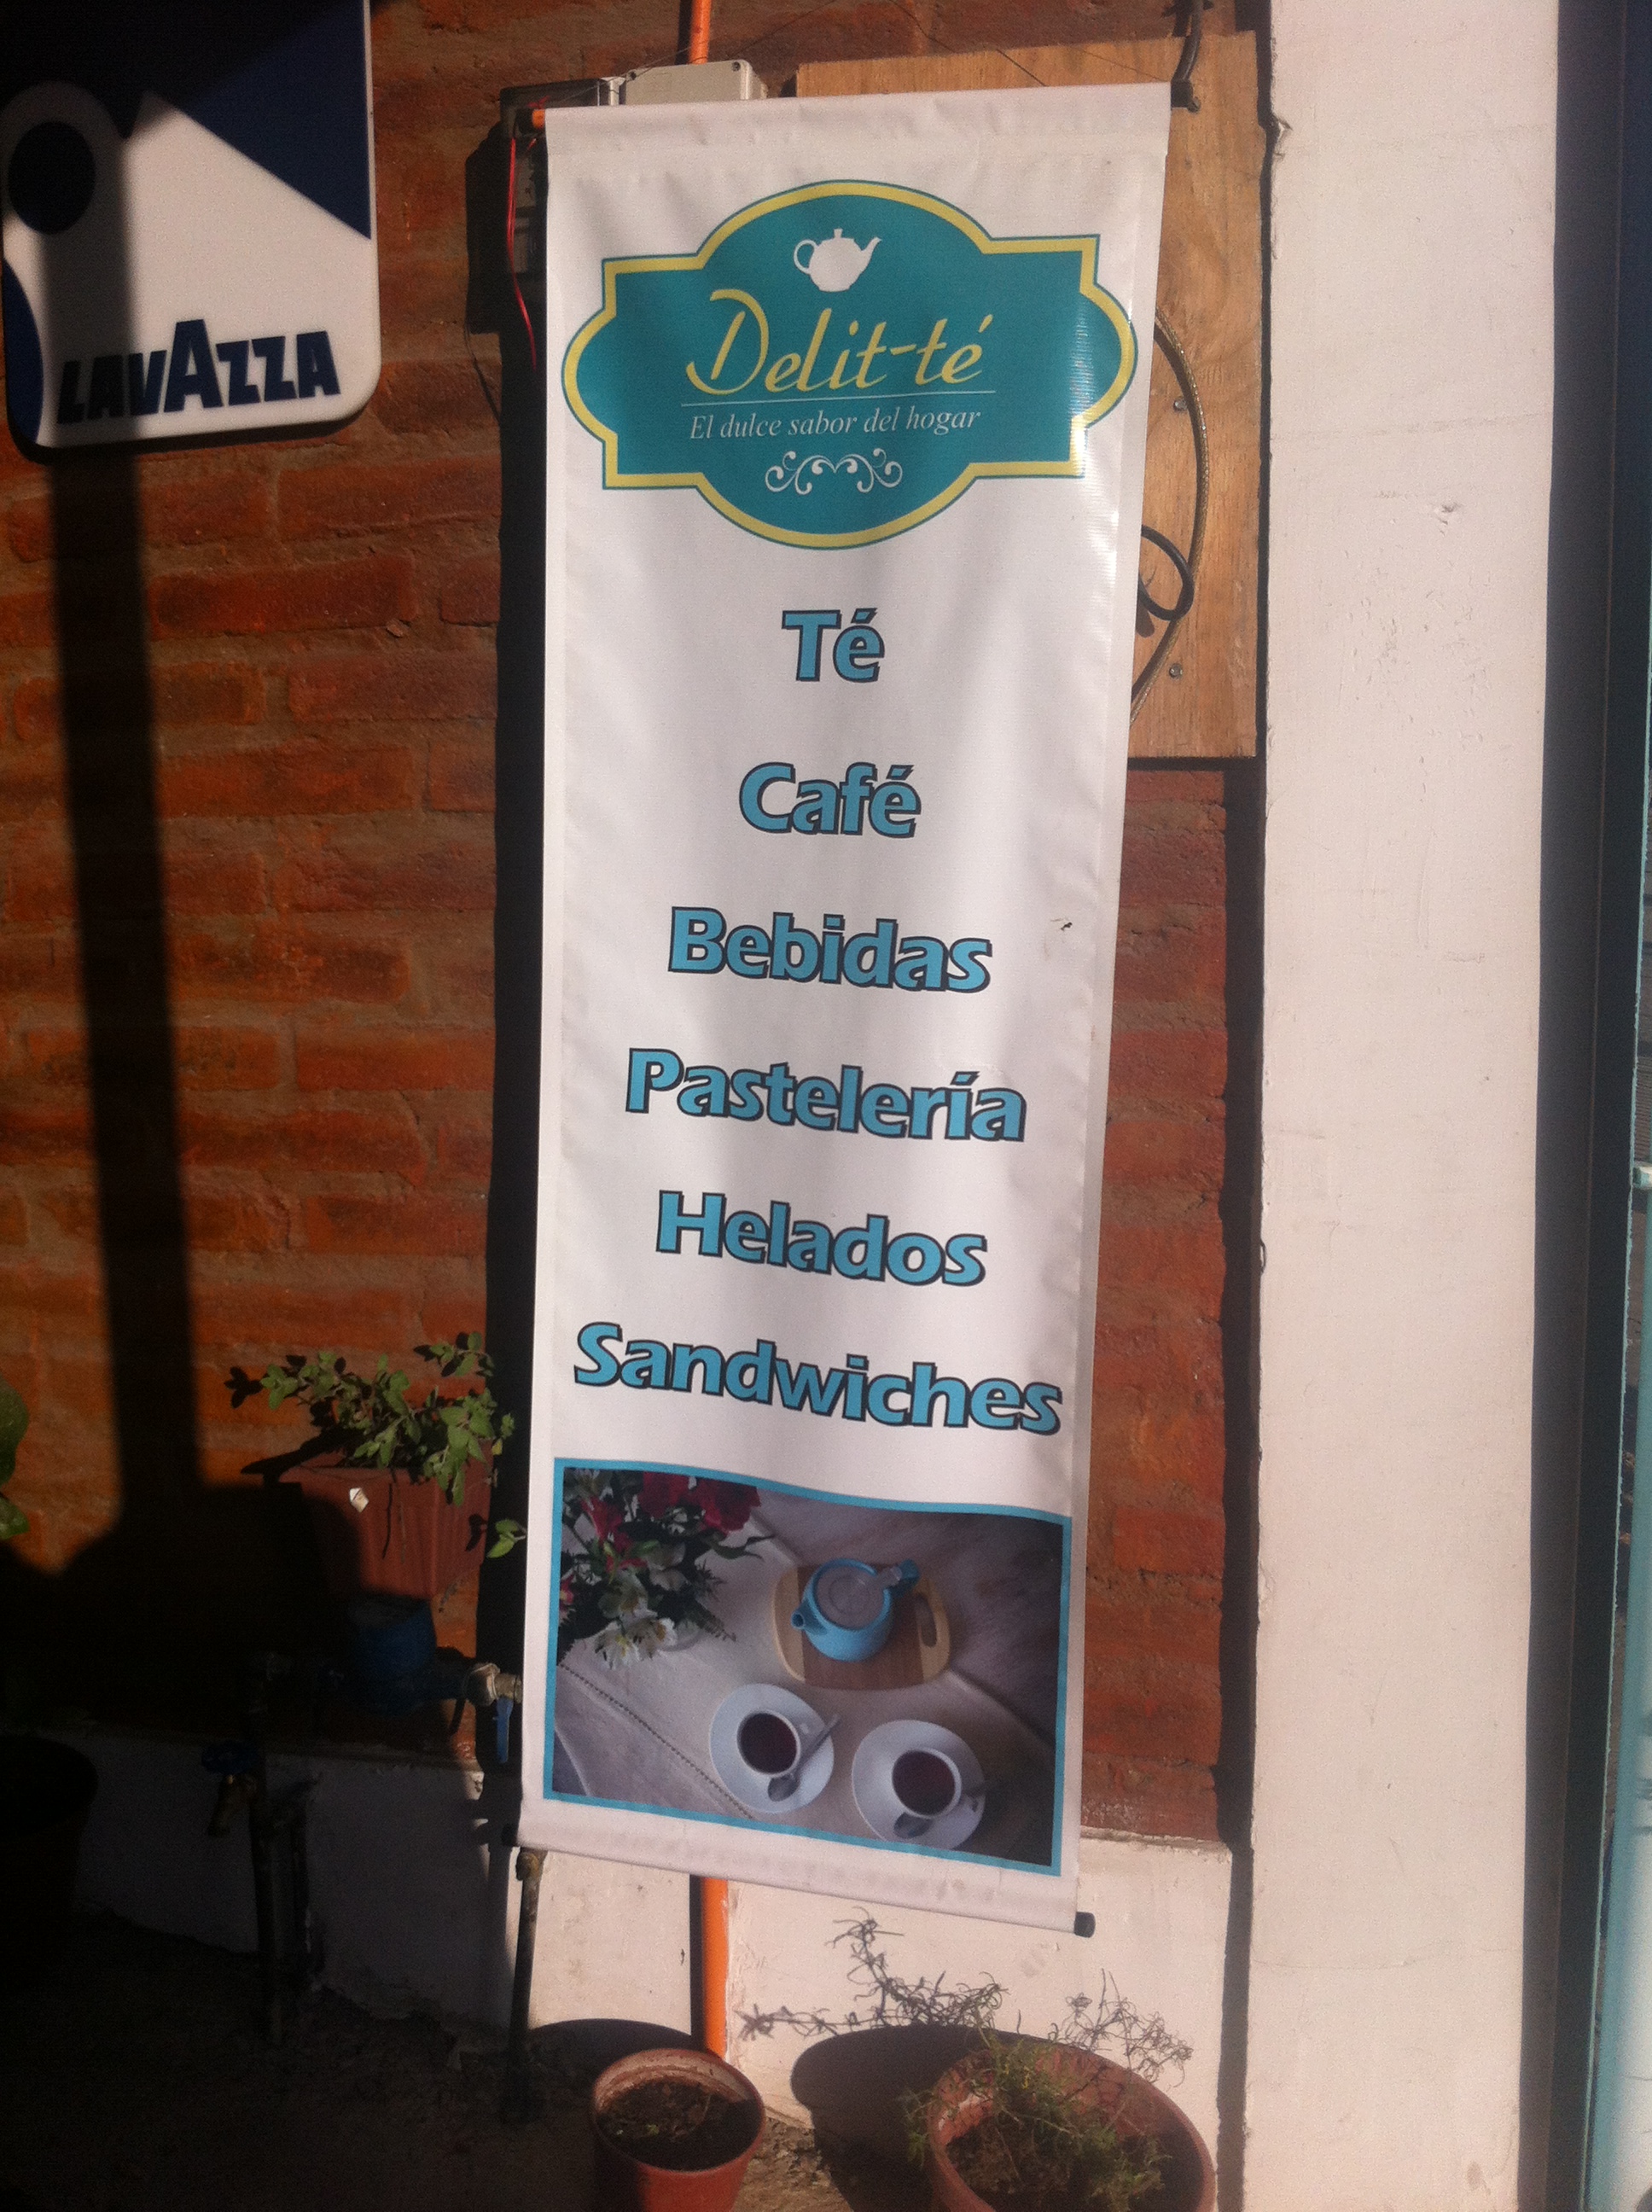 LAVAZZA
Delit-té
El dulce sabor del hogar
Té
Café
Bebidas
Pastelería
Helados
Sandwiches